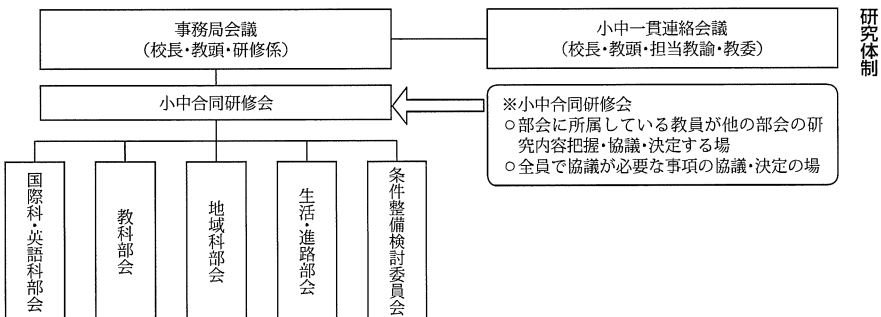 研究体制
事務局会議
(校長・教頭・研修係)
小中一貫連絡会議
(校長・教頭・担当教諭・教委)
小中合同研修会
※小中合同研修会
○部会に所属している教員が他の部会の研
究内容把握・協議・決定する場
○全員で協議が必要な事項の協議・決定の場
国際科・英語科部会
教科部会
地域科部会
生活・進路部会
条件整備検討委員会